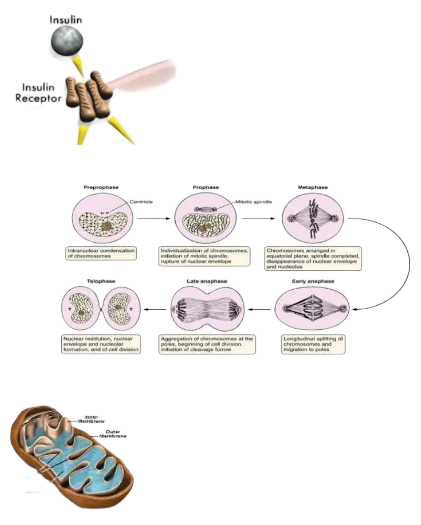 Insulin
Insulin
Receptor
Preprophase
Centriole
Prophase
Mitotic spindle
Metaphase
Intranuclear condensation
of chromosomes
Individualization of chromosomes,
initiation of mitotic spindle,
rupture of nuclear envelope
Chromosomes arranged in
equatorial plane, spindle completed,
disappearance of nuclear envelope
and nucleolus
Telophase
Late anaphase
Early anaphase
Nuclear restitution, nuclear
envelope and nucleolar
formation, end of cell division
Aggregation of chromosomes at the
poles, beginning of cell division,
initiation of cleavage furrow
Longitudinal splitting of
chromosomes and
migration to poles
Inner
Membrane
Outer
Membrane